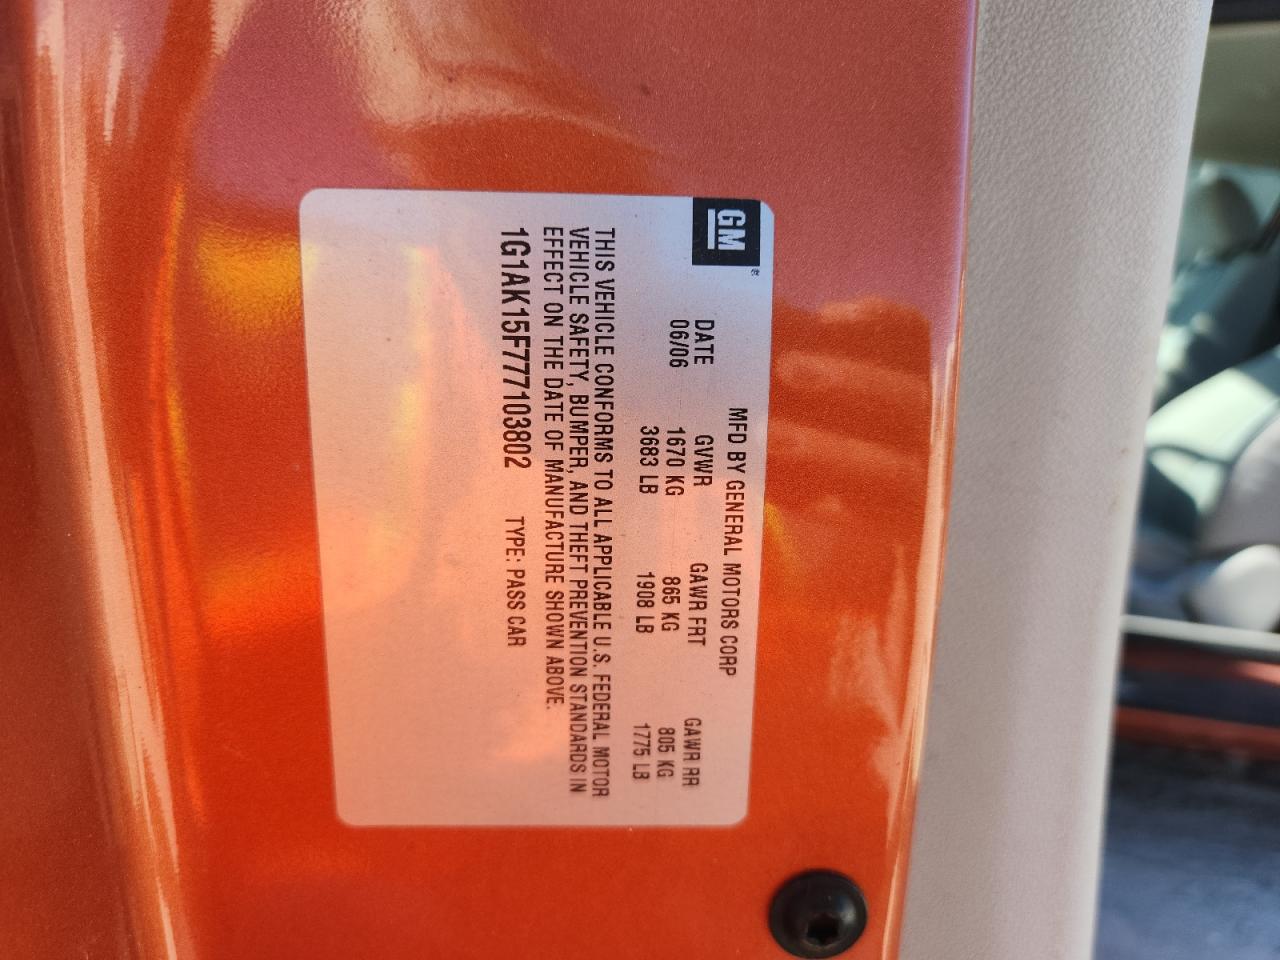 GM®
MFD BY GENERAL MOTORS CORP
DATE GVWR GAWR FRT GAWR RR
06/06 1670 KG 865 KG 805 KG
3683 LB 1908 LB 1775 LB
THIS VEHICLE CONFORMS TO ALL APPLICABLE U.S. FEDERAL MOTOR
VEHICLE SAFETY, BUMPER, AND THEFT PREVENTION STANDARDS IN
EFFECT ON THE DATE OF MANUFACTURE SHOWN ABOVE.
1G1AK15F777103802 TYPE: PASS CAR